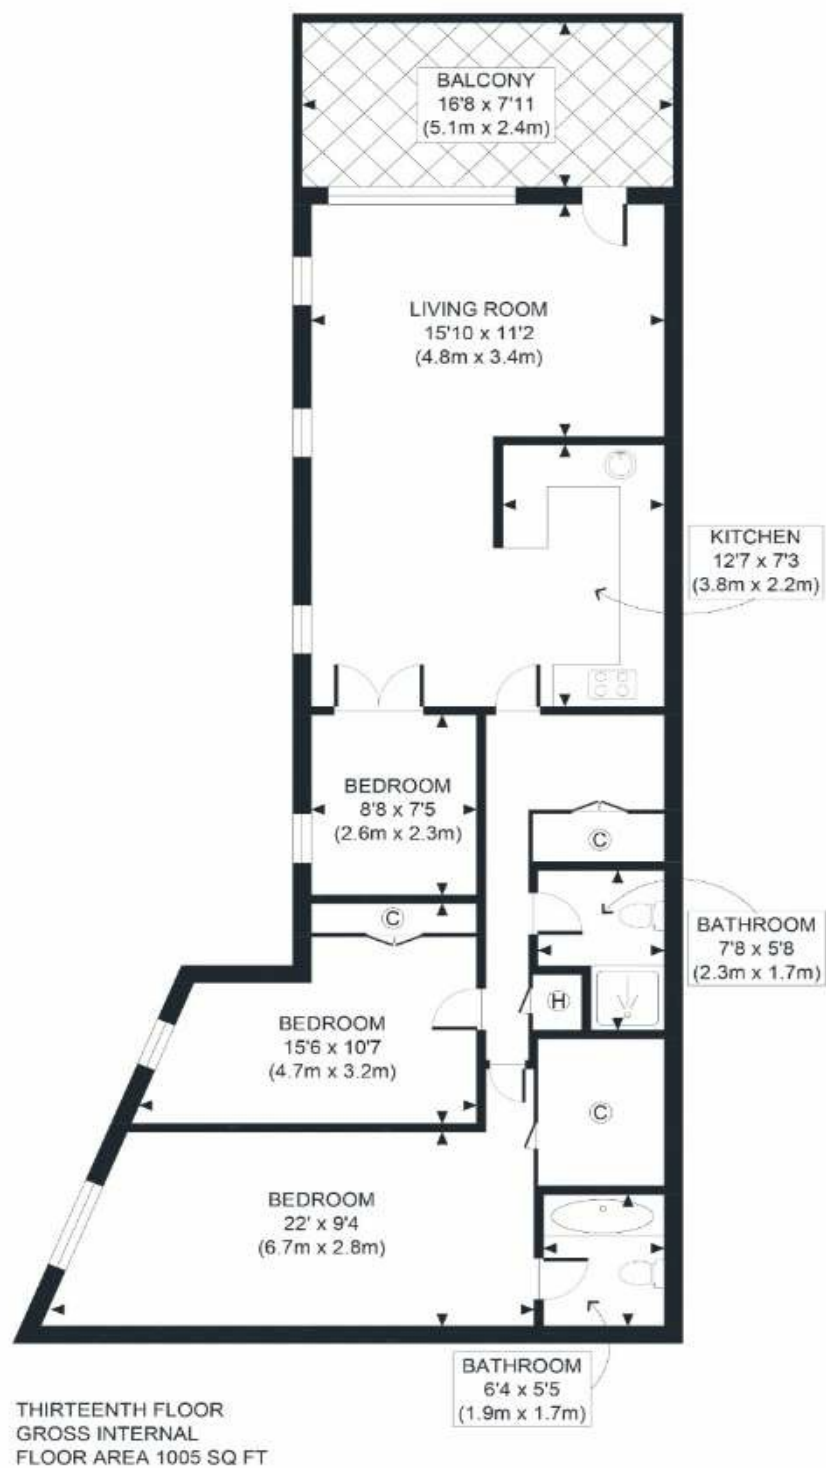 BALCONY
16'8 x 7'11
(5.1m x 2.4m)
LIVING ROOM
15'10 x 11'2
(4.8m x 3.4m)
KITCHEN
12'7 x 7'3
(3.8m x 2.2m)
BEDROOM
8'8 x 7'5
(2.6m x 2.3m)
C
C
BATHROOM
7'8 x 5'8
(2.3m x 1.7m)
H
BEDROOM
15'6 x 10'7
(4.7m x 3.2m)
C
BEDROOM
22' x 9'4
(6.7m x 2.8m)
BATHROOM
6'4 x 5'5
(1.9m x 1.7m)
THIRTEENTH FLOOR
GROSS INTERNAL
FLOOR AREA 1005 SQ FT